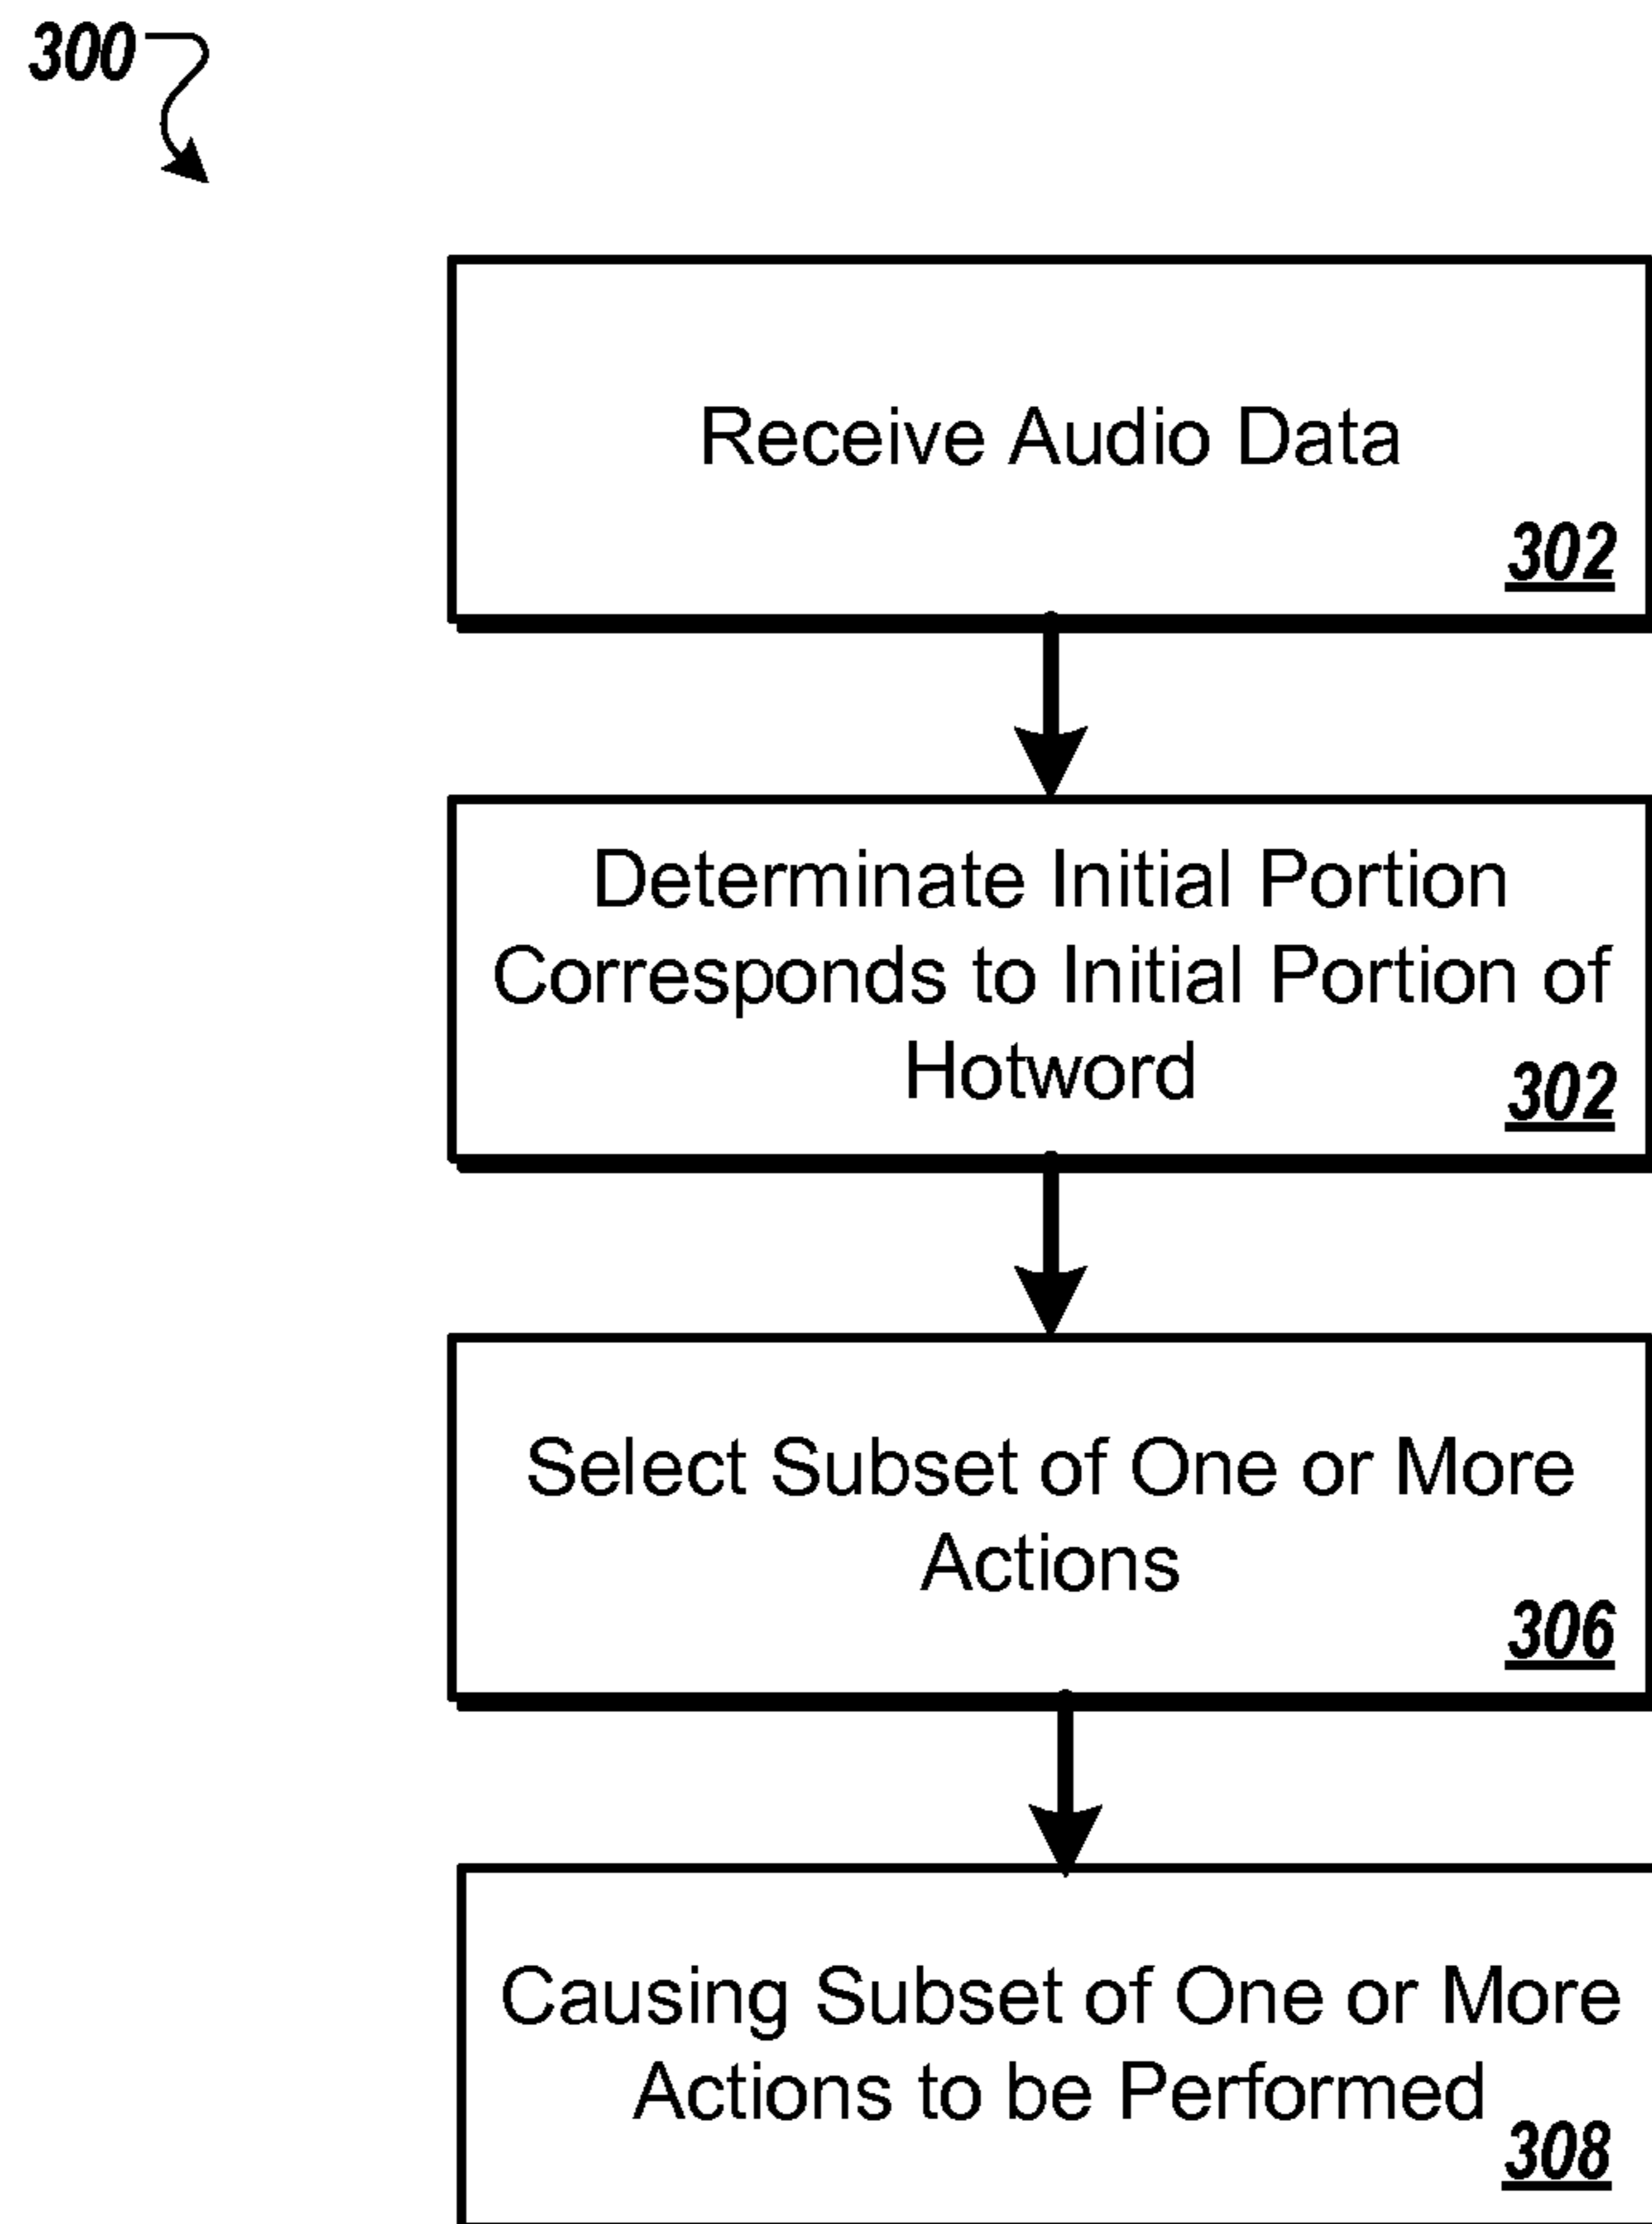 300
Receive Audio Data
302
Determinate Initial Portion
Corresponds to Initial Portion of
Hotword
302
Select Subset of One or More
Actions
306
Causing Subset of One or More
Actions to be Performed
308